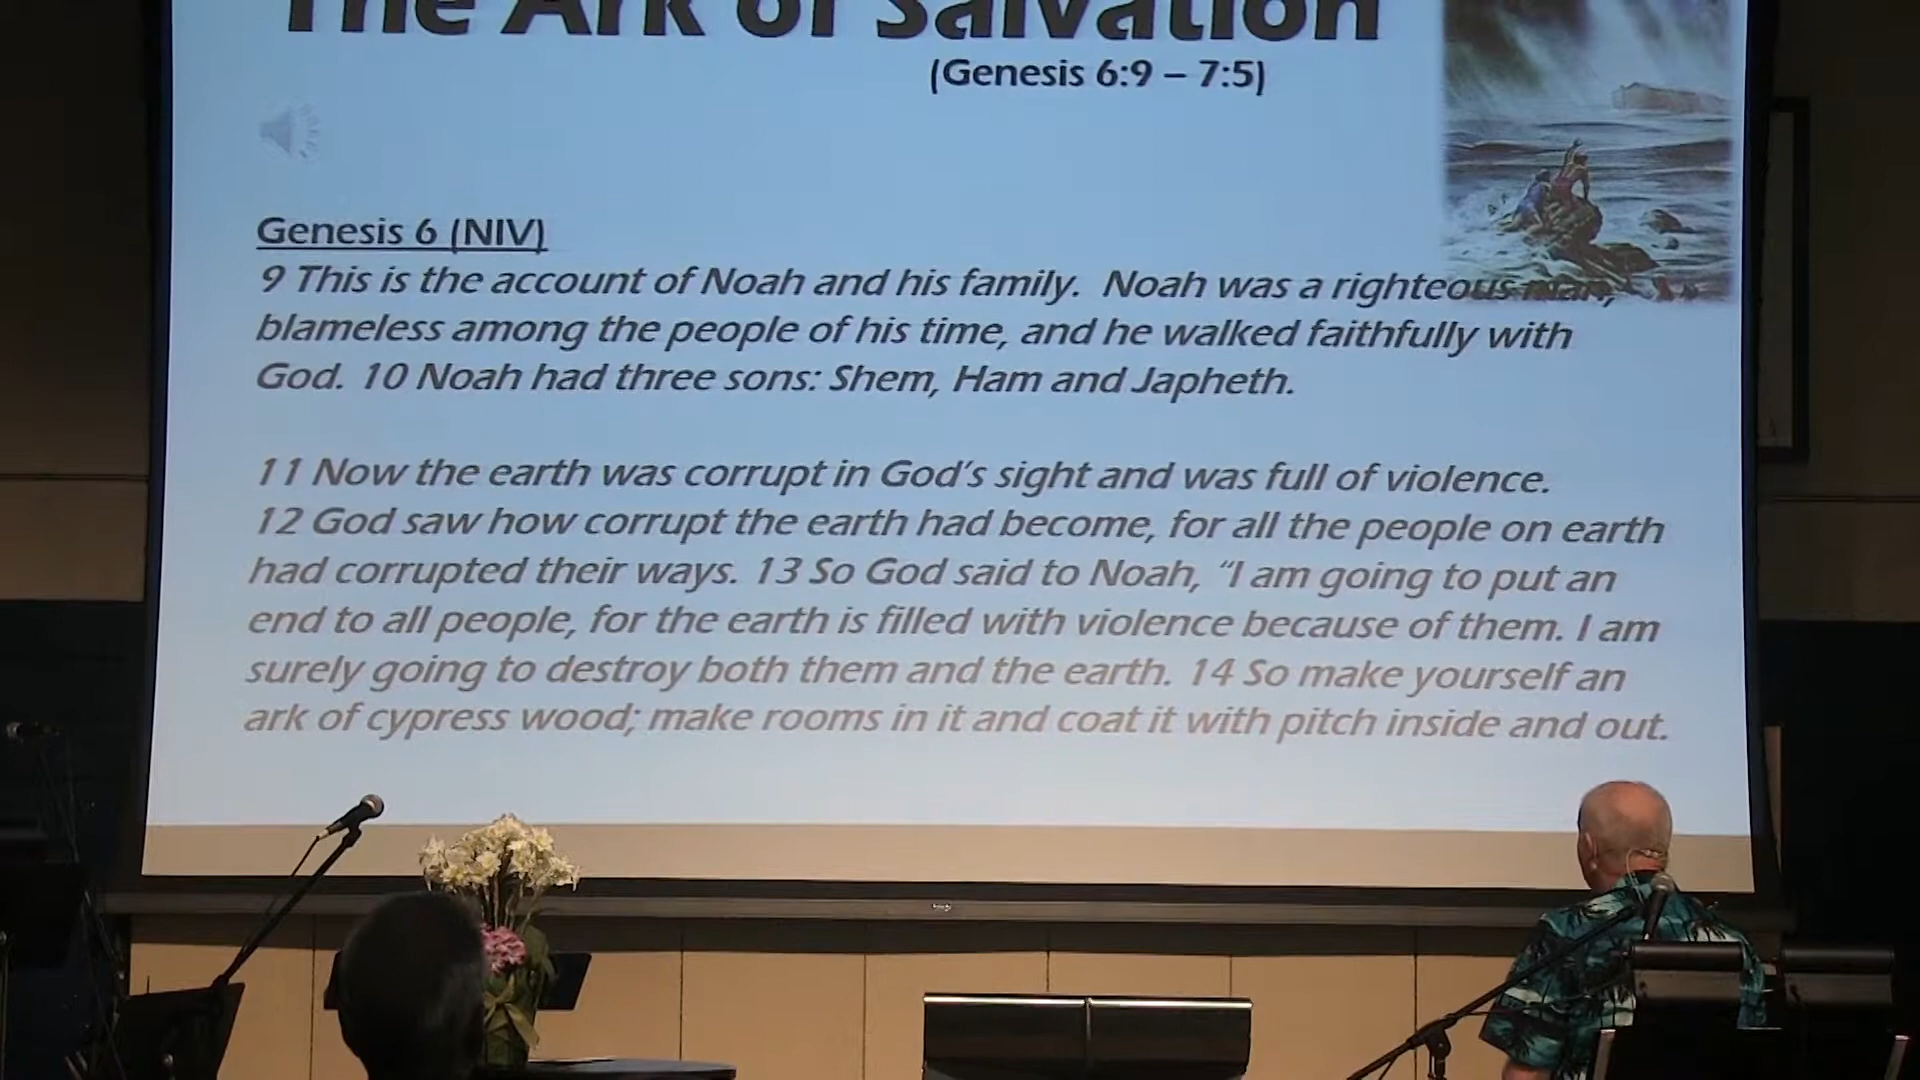 The Ark of Salvation
(Genesis 6:9 – 7:5)
Genesis 6 (NIV)
9 This is the account of Noah and his family. Noah was a righteous man,
blameless among the people of his time, and he walked faithfully with
God. 10 Noah had three sons: Shem, Ham and Japheth.
11 Now the earth was corrupt in God's sight and was full of violence.
12 God saw how corrupt the earth had become, for all the people on earth
had corrupted their ways. 13 So God said to Noah, “I am going to put an
end to all people, for the earth is filled with violence because of them. I am
surely going to destroy both them and the earth. 14 So make yourself an
ark of cypress wood; make rooms in it and coat it with pitch inside and out.